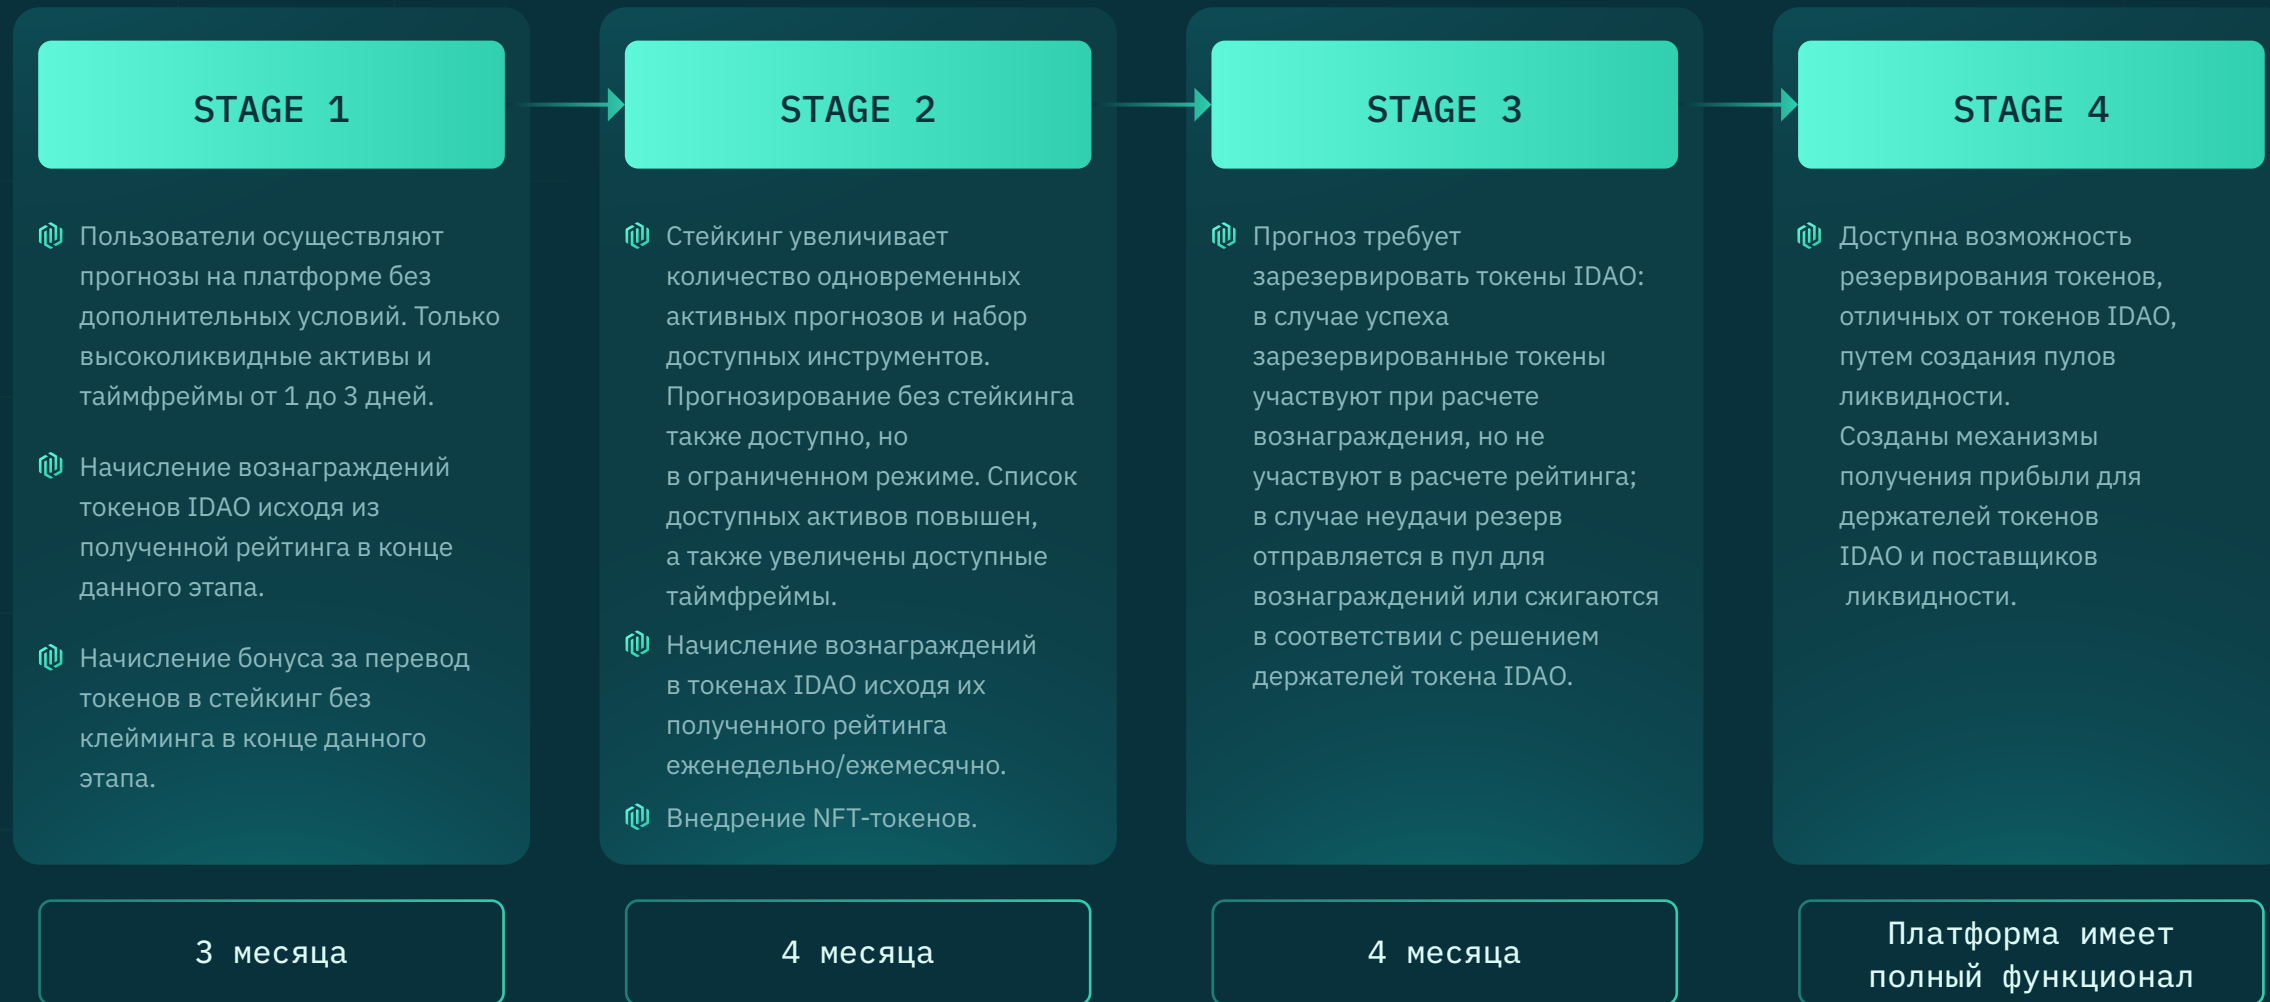 STAGE 1
Пользователи осуществляют
прогнозы на платформе без
дополнительных условий. Только
высоколиквидные активы и
таймфреймы от 1 до 3 дней.
Начисление вознаграждений
токенов IDAO исходя из
полученной рейтинга в конце
данного этапа.
Начисление бонуса за перевод
токенов в стейкинг без
клейминга в конце данного
этапа.
3 месяца
STAGE 2
Стейкинг увеличивает
количество одновременных
активных прогнозов и набор
доступных инструментов.
Прогнозирование без стейкинга
также доступно, но
в ограниченном режиме. Список
доступных активов повышен,
а также увеличены доступные
таймфреймы.
Начисление вознаграждений
в токенах IDAO исходя их
полученного рейтинга
еженедельно/ежемесячно.
Внедрение NFT-токенов.
4 месяца
STAGE 3
Прогноз требует
зарезервировать токены IDAO:
в случае успеха
зарезервированные токены
участвуют при расчете
вознаграждения, но не
участвуют в расчете рейтинга;
в случае неудачи резерв
отправляется в пул для
вознаграждений или сжигаются
в соответствии с решением
держателей токена IDAO.
4 месяца
STAGE 4
Доступна возможность
резервирования токенов,
отличных от токенов IDAO,
путем создания пулов
ликвидности.
Созданы механизмы
получения прибыли для
держателей токенов
IDAO и поставщиков
ликвидности.
Платформа имеет
полный функционал